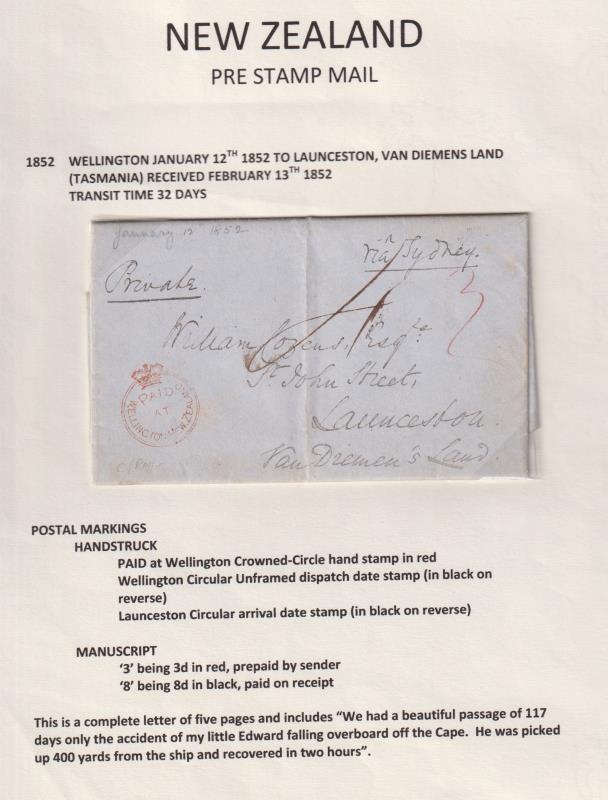 NEW ZEALAND
PRE STAMP MAIL
1852 WELLINGTON JANUARY 12TH 1852 TO LAUNCESTON, VAN DIEMENS LAND
(TASMANIA) RECEIVED FEBRUARY 13TH 1852
TRANSIT TIME 32 DAYS
January 12th 1852
via Sydney.
Private.
3
8
William Esqre
St. John Street,
PAID
AT
WELLINGTON NEW ZEALAND
Launceston.
Van Diemen's Land.
POSTAL MARKINGS
HANDSTRUCK
PAID at Wellington Crowned-Circle hand stamp in red
Wellington Circular Unframed dispatch date stamp (in black on
reverse)
Launceston Circular arrival date stamp (in black on reverse)
MANUSCRIPT
‘3’ being 3d in red, prepaid by sender
‘8’ being 8d in black, paid on receipt
This is a complete letter of five pages and includes “We had a beautiful passage of 117
days only the accident of my little Edward falling overboard off the Cape. He was picked
up 400 yards from the ship and recovered in two hours”.